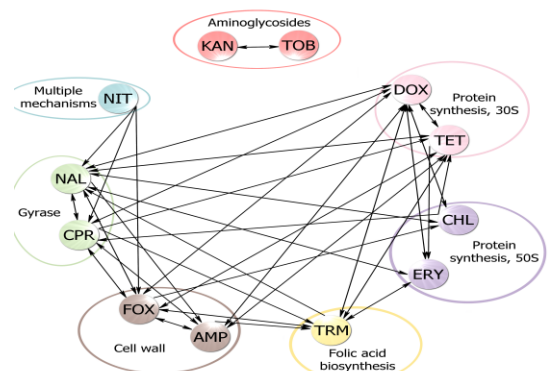 Aminoglycosides
KAN
TOB
Multiple
mechanisms
NIT
DOX
Protein
synthesis, 30S
TET
NAL
Gyrase
CPR
CHL
Protein
synthesis, 50S
ERY
FOX
AMP
Cell wall
TRM
Folic acid
biosynthesis